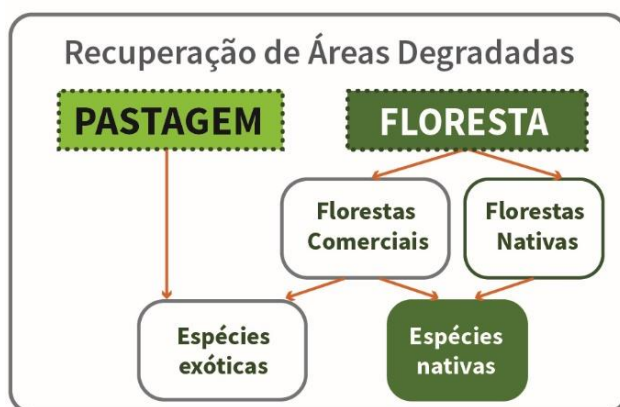 Recuperação de Áreas Degradadas
PASTAGEM
FLORESTA
Florestas
Comerciais
Florestas
Nativas
Espécies
exóticas
Espécies
nativas